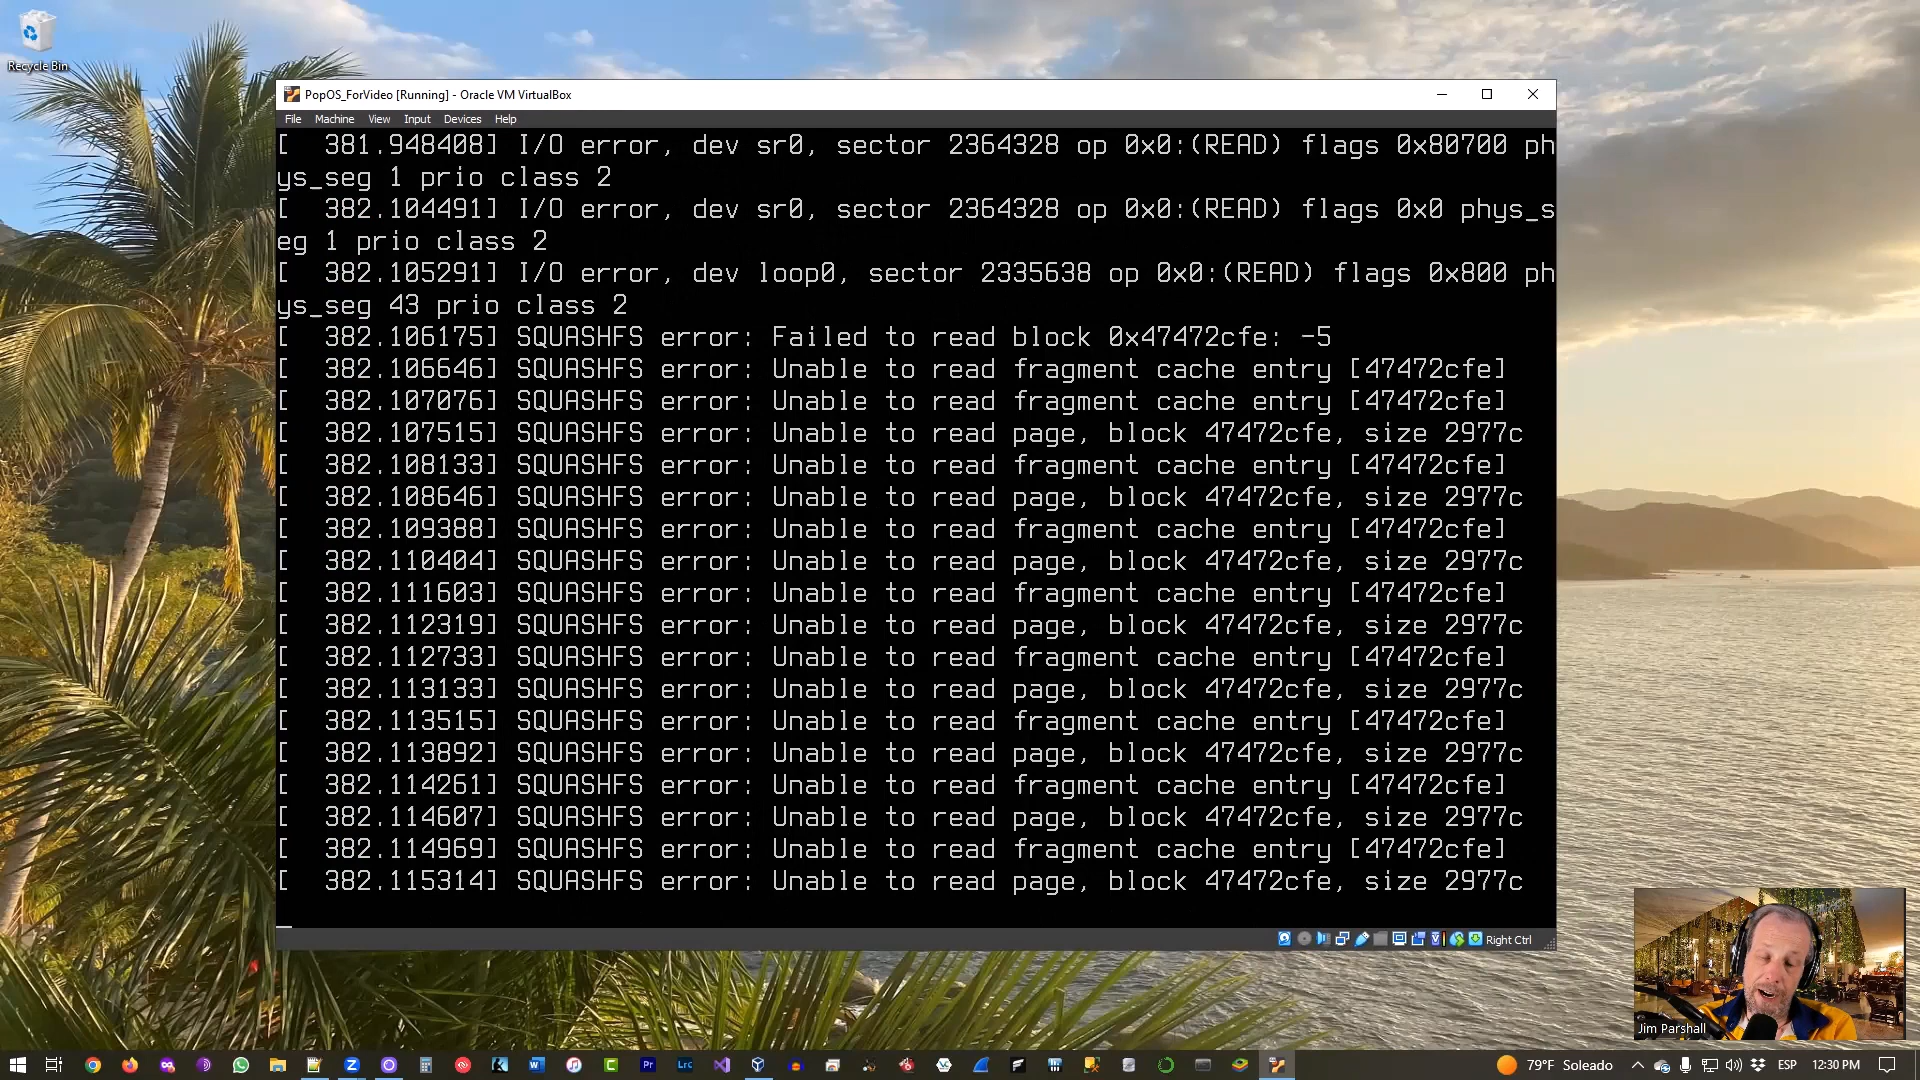 Recycle Bin
PopOS_ForVideo [Running] - Oracle VM VirtualBox
File Machine View Input Devices Help
[  381.948408] I/O error, dev sr0, sector 2364328 op 0x0:(READ) flags 0x80700 ph
ys_seg 1 prio class 2
[  382.104491] I/O error, dev sr0, sector 2364328 op 0x0:(READ) flags 0x0 phys_s
eg 1 prio class 2
[  382.105291] I/O error, dev loop0, sector 2335638 op 0x0:(READ) flags 0x800 ph
ys_seg 43 prio class 2
[  382.106175] SQUASHFS error: Failed to read block 0x47472cfe: -5
[  382.106646] SQUASHFS error: Unable to read fragment cache entry [47472cfe]
[  382.107076] SQUASHFS error: Unable to read fragment cache entry [47472cfe]
[  382.107515] SQUASHFS error: Unable to read page, block 47472cfe, size 2977c
[  382.108133] SQUASHFS error: Unable to read fragment cache entry [47472cfe]
[  382.108646] SQUASHFS error: Unable to read page, block 47472cfe, size 2977c
[  382.109388] SQUASHFS error: Unable to read fragment cache entry [47472cfe]
[  382.110404] SQUASHFS error: Unable to read page, block 47472cfe, size 2977c
[  382.111603] SQUASHFS error: Unable to read fragment cache entry [47472cfe]
[  382.112319] SQUASHFS error: Unable to read page, block 47472cfe, size 2977c
[  382.112733] SQUASHFS error: Unable to read fragment cache entry [47472cfe]
[  382.113133] SQUASHFS error: Unable to read page, block 47472cfe, size 2977c
[  382.113515] SQUASHFS error: Unable to read fragment cache entry [47472cfe]
[  382.113892] SQUASHFS error: Unable to read page, block 47472cfe, size 2977c
[  382.114261] SQUASHFS error: Unable to read fragment cache entry [47472cfe]
[  382.114607] SQUASHFS error: Unable to read page, block 47472cfe, size 2977c
[  382.114969] SQUASHFS error: Unable to read fragment cache entry [47472cfe]
[  382.115314] SQUASHFS error: Unable to read page, block 47472cfe, size 2977c
Right Ctrl
Jim Parshall
79°F Soleado ESP 12:30 PM